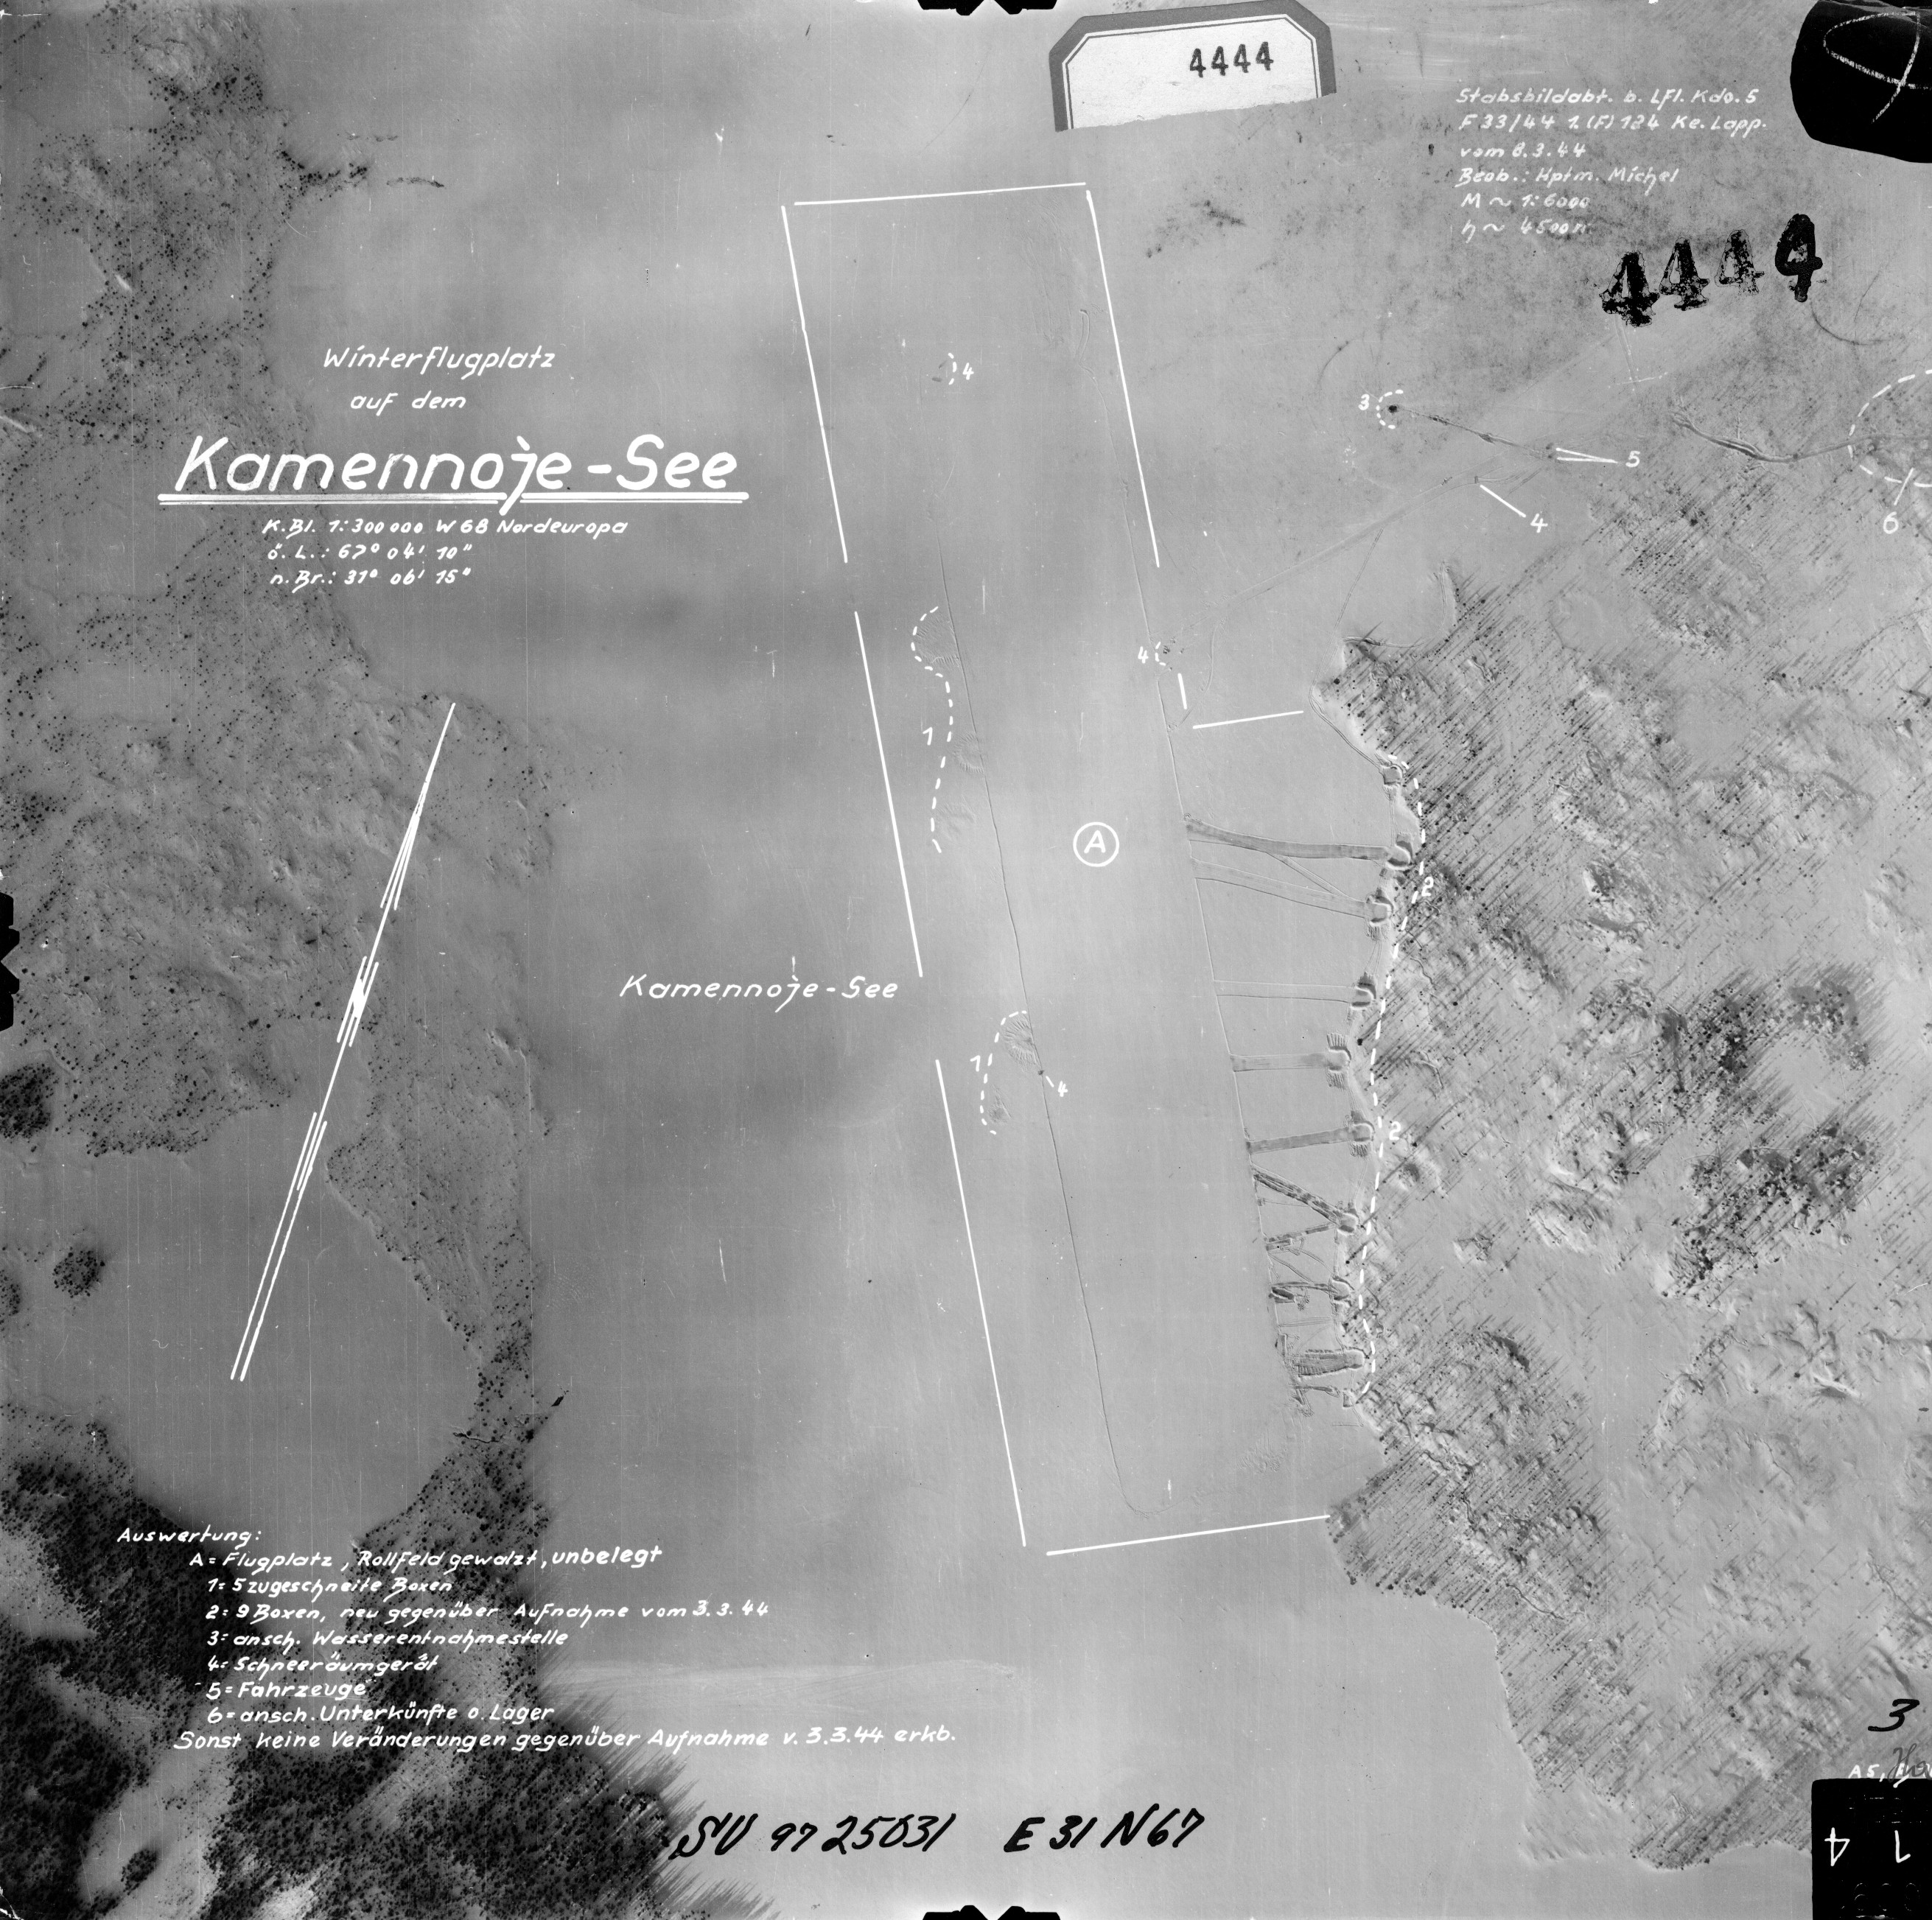 4444
Stabsbildabt. b. Lfl. Kdo. 5
F 33/44 1.(F) 124 Ke. Lapp.
vom 8.3.44
Beob.: Hptm. Michel
M ~ 1:6000
h ~ 4500m
4444
Winterflugplatz
auf dem
Kamennoje-See
K.Bl. 1:300000 W 68 Nordeuropa
ö. L.: 67° 04' 10"
n. Br.: 31° 06' 15"
4
3
5
4
6
4
1
A
2
Kamennoje-See
1
4
2
Auswertung:
A = Flugplatz, Rollfeld gewalzt, unbelegt
1 = 5 zugeschneite Boxen
2 = 9 Boxen, neu gegenüber Aufnahme vom 3.3.44
3 = ansch. Wasserentnahmestelle
4 = Schneeräumgerät
5 = Fahrzeuge
6 = ansch. Unterkünfte o. Lager
Sonst keine Veränderungen gegenüber Aufnahme v. 3.3.44 erkb.
3
A5,
SU 97 25031 E 31 N 67
4 1